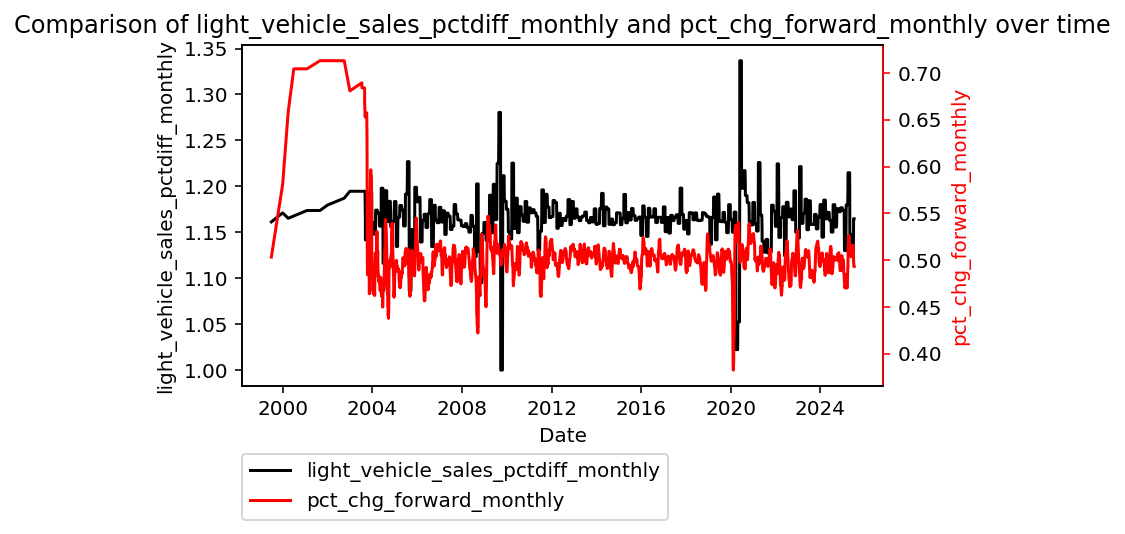 Comparison of light_vehicle_sales_pctdiff_monthly and pct_chg_forward_monthly over time
light_vehicle_sales_pctdiff_monthly
1.35
1.30
1.25
1.20
1.15
1.10
1.05
1.00
0.70
0.65
0.60
0.55
0.50
0.45
0.40
pct_chg_forward_monthly
2000 2004 2008 2012 2016 2020 2024
Date
light_vehicle_sales_pctdiff_monthly
pct_chg_forward_monthly